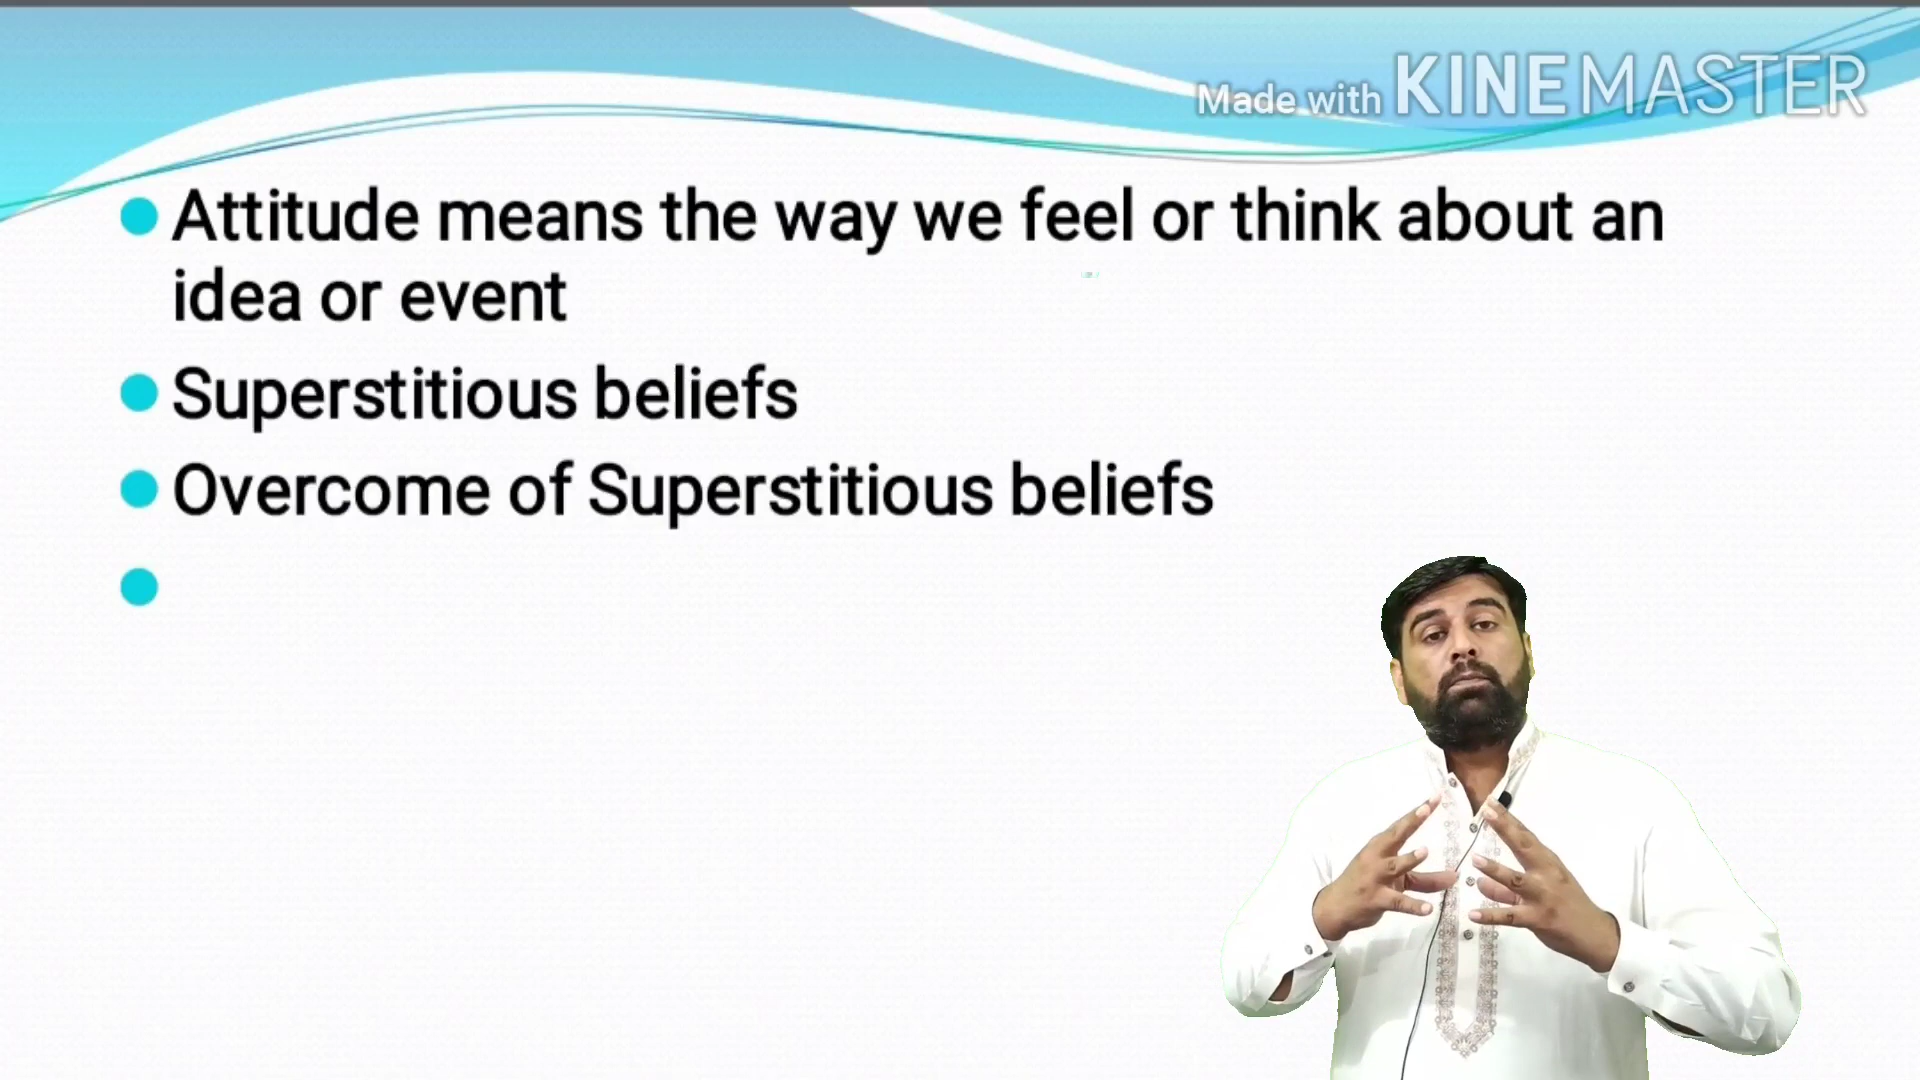 Made with KINEMASTER
Attitude means the way we feel or think about an
idea or event
Superstitious beliefs
Overcome of Superstitious beliefs